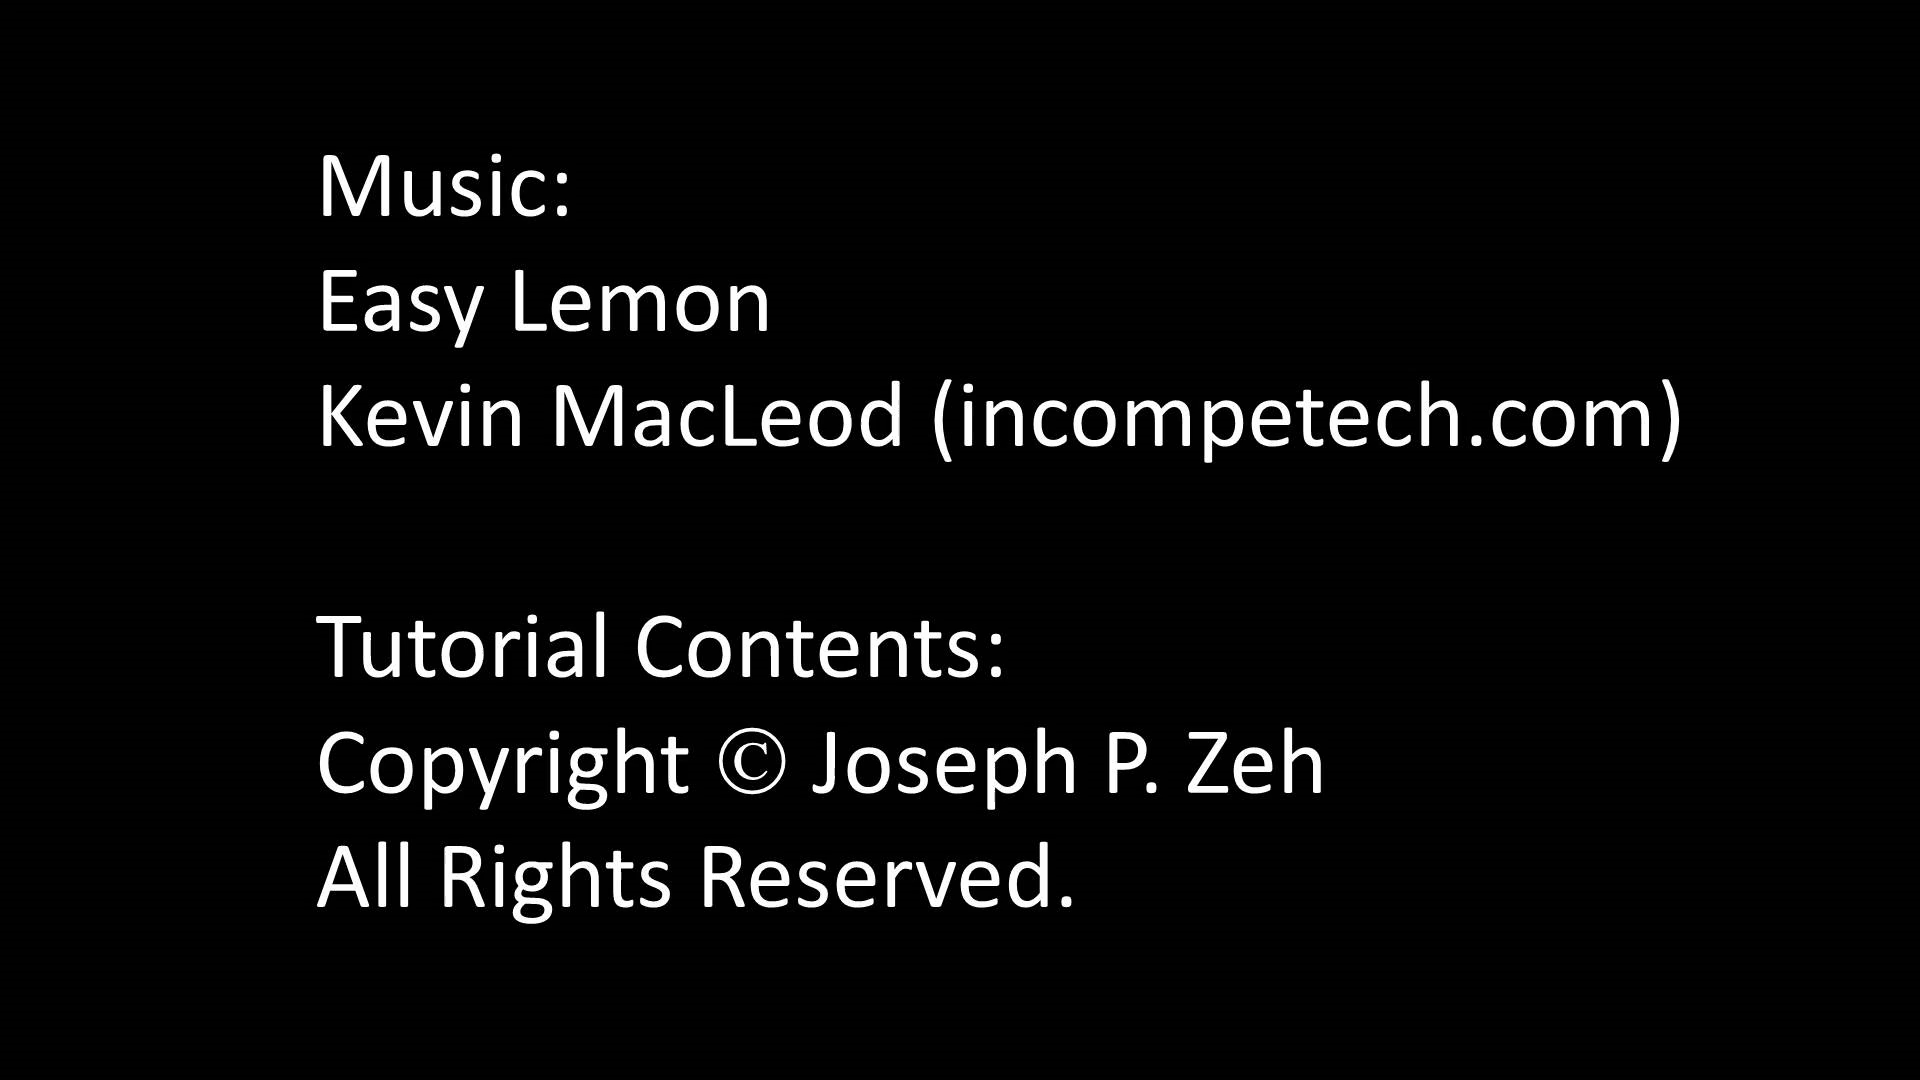 Music:
Easy Lemon
Kevin MacLeod (incompetech.com)
Tutorial Contents:
Copyright © Joseph P. Zeh
All Rights Reserved.